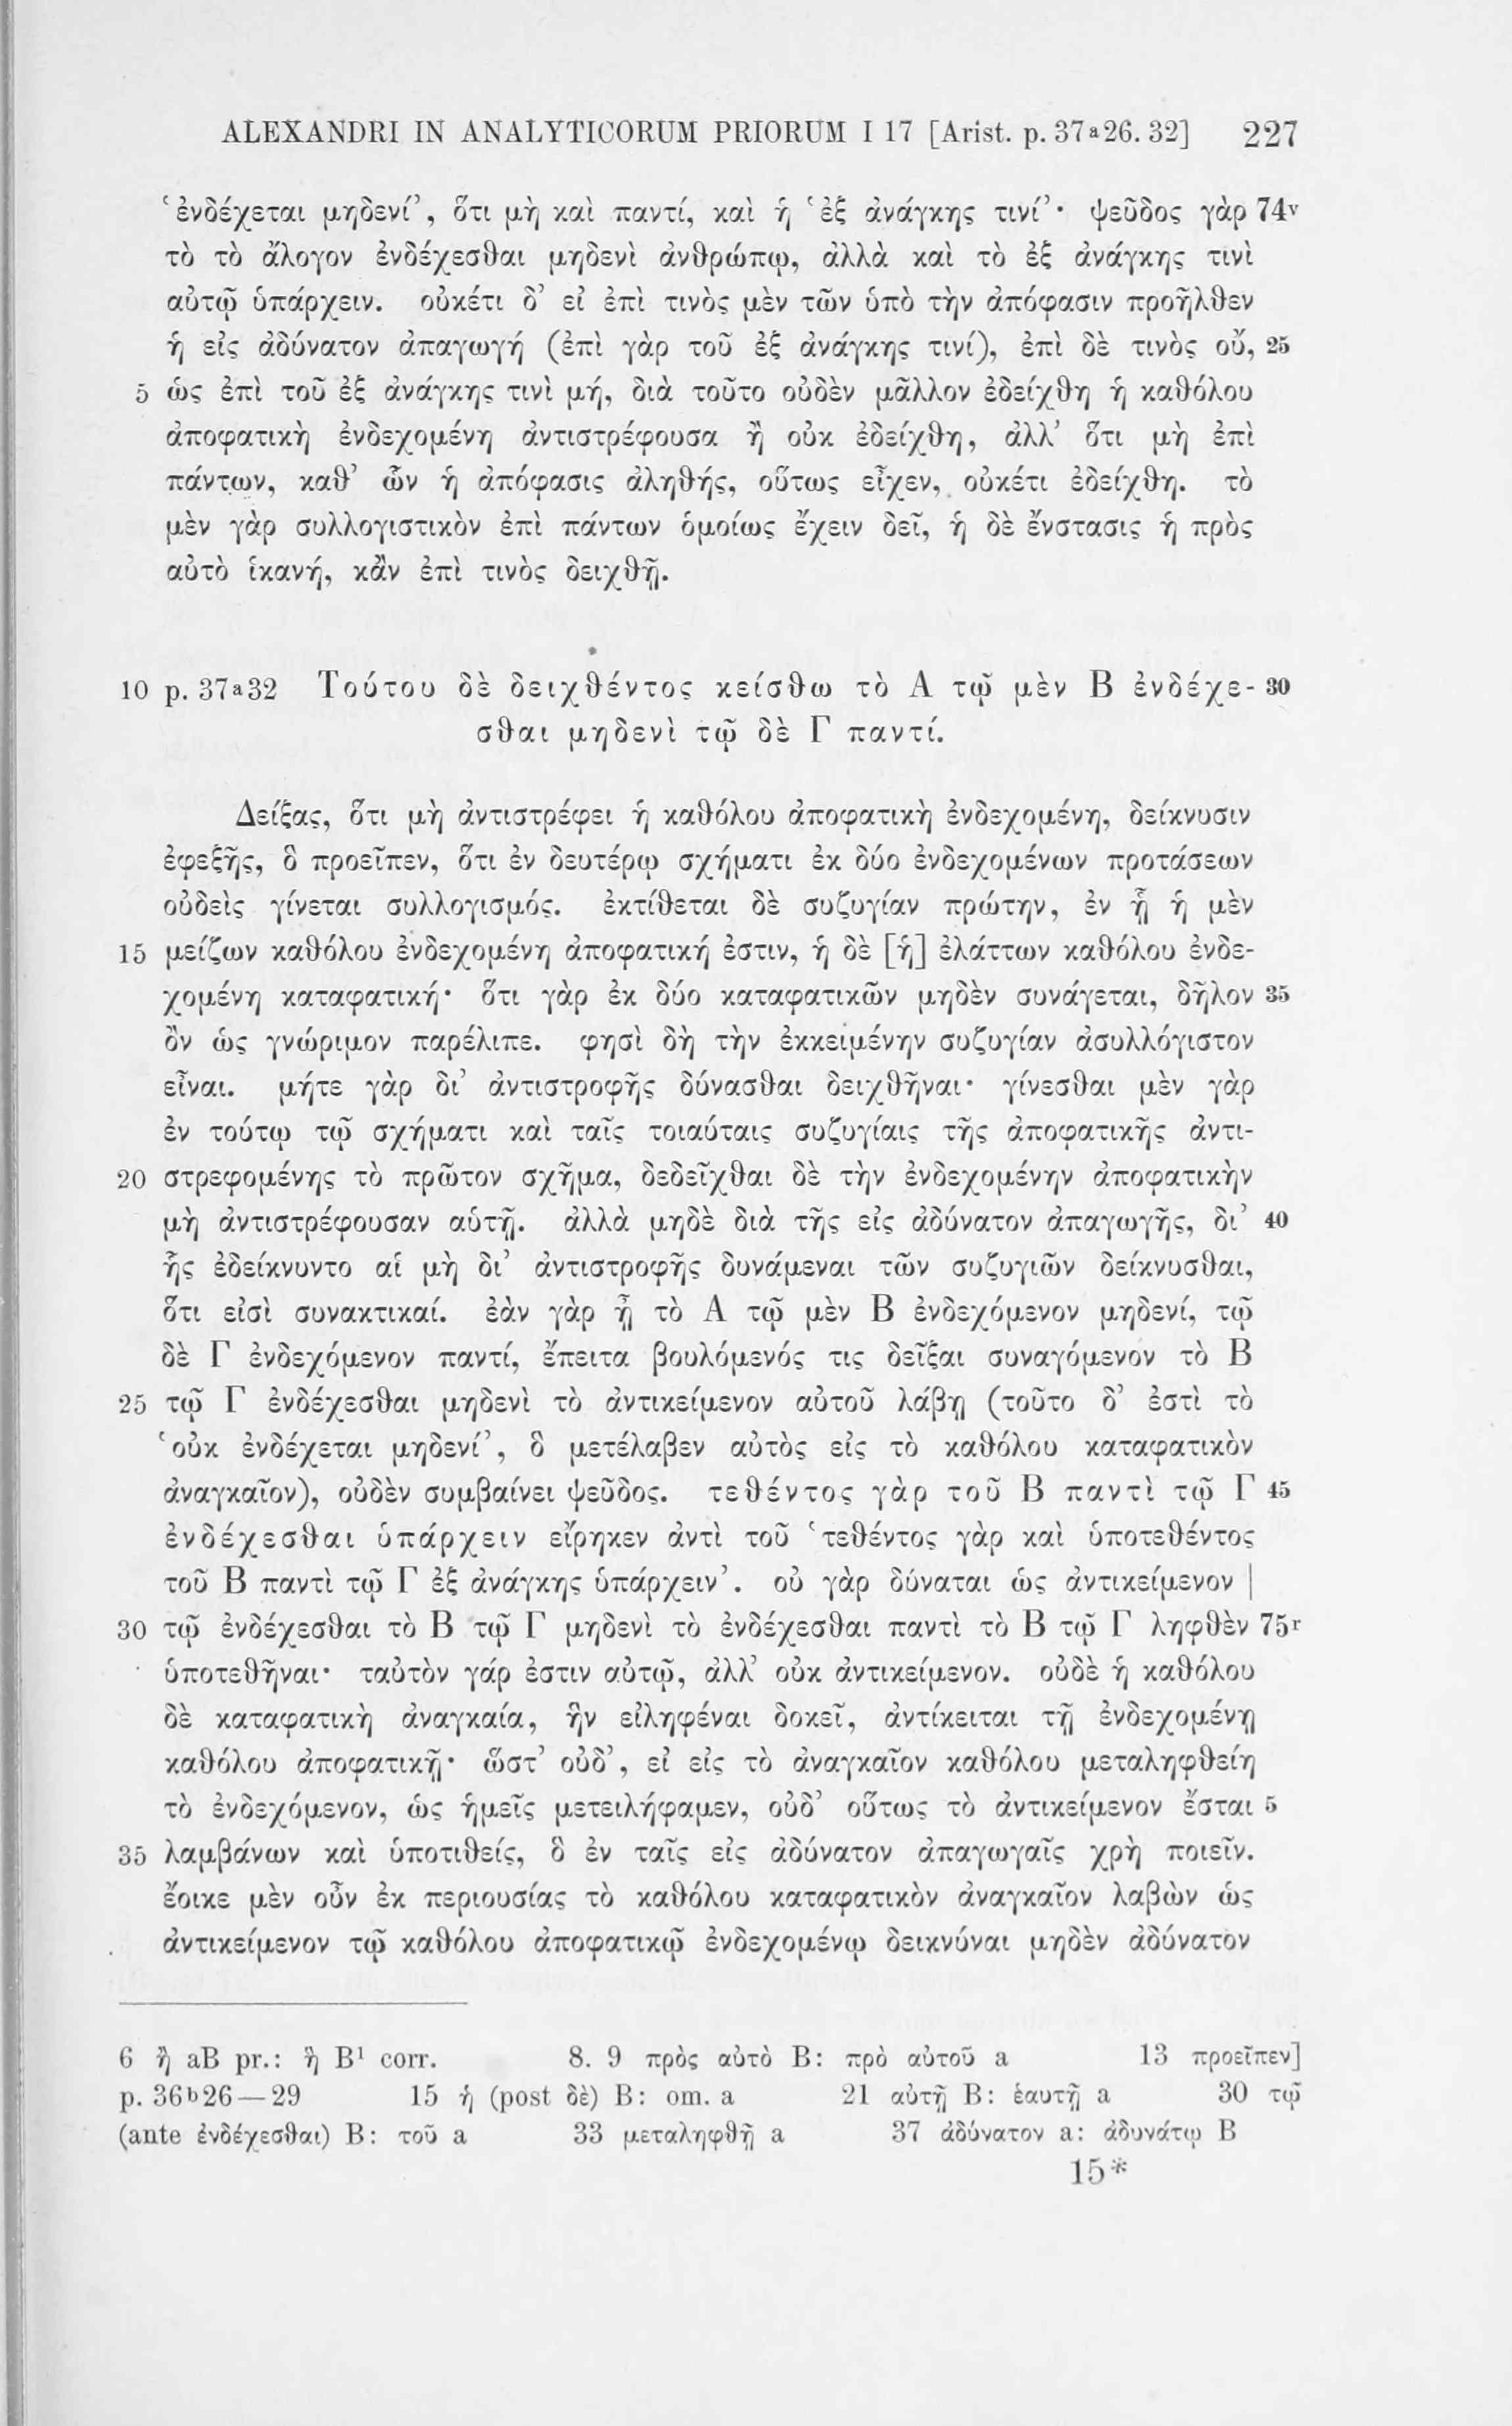 ALEXANDRI IN ANALYTICORUM PRIORUM I 17 [Arist. p. 37ᵃ26. 32] 227
‘ἐνδέχεται μηδενί’, ὅτι μὴ καὶ παντί, καὶ ἡ ‘ἐξ ἀνάγκης τινί’· ψεῦδος γὰρ 74ᵛ
τὸ τὸ ἄλογον ἐνδέχεσθαι μηδενὶ ἀνθρώπῳ, ἀλλὰ καὶ τὸ ἐξ ἀνάγκης τινὶ
αὐτῷ ὑπάρχειν. οὐκέτι δ’ εἰ ἐπὶ τινὸς μὲν τῶν ὑπὸ τὴν ἀπόφασιν προῆλθεν
ἡ εἰς ἀδύνατον ἀπαγωγή (ἐπὶ γὰρ τοῦ ἐξ ἀνάγκης τινί), ἐπὶ δὲ τινὸς οὔ, 25
5 ὡς ἐπὶ τοῦ ἐξ ἀνάγκης τινὶ μή, διὰ τοῦτο οὐδὲν μᾶλλον ἐδείχθη ἡ καθόλου
ἀποφατικὴ ἐνδεχομένη ἀντιστρέφουσα ἢ οὐκ ἐδείχθη, ἀλλ’ ὅτι μὴ ἐπὶ
πάντων, καθ’ ὧν ἡ ἀπόφασις ἀληθής, οὕτως εἶχεν, οὐκέτι ἐδείχθη. τὸ
μὲν γὰρ συλλογιστικὸν ἐπὶ πάντων ὁμοίως ἔχειν δεῖ, ἡ δὲ ἔνστασις ἡ πρὸς
αὐτὸ ἱκανή, κἂν ἐπὶ τινὸς δειχθῇ.
10 p. 37ᵃ32 Τούτου δὲ δειχθέντος κείσθω τὸ Α τῷ μὲν Β ἐνδέχε- 30
σθαι μηδενὶ τῷ δὲ Γ παντί.
Δείξας, ὅτι μὴ ἀντιστρέφει ἡ καθόλου ἀποφατικὴ ἐνδεχομένη, δείκνυσιν
ἐφεξῆς, ὃ προεῖπεν, ὅτι ἐν δευτέρῳ σχήματι ἐκ δύο ἐνδεχομένων προτάσεων
οὐδεὶς γίνεται συλλογισμός. ἐκτίθεται δὲ συζυγίαν πρώτην, ἐν ᾗ ἡ μὲν
15 μείζων καθόλου ἐνδεχομένη ἀποφατική ἐστιν, ἡ δὲ [ἡ] ἐλάττων καθόλου ἐνδε-
χομένη καταφατική· ὅτι γὰρ ἐκ δύο καταφατικῶν μηδὲν συνάγεται, δῆλον 35
ὂν ὡς γνώριμον παρέλιπε. φησὶ δὴ τὴν ἐκκειμένην συζυγίαν ἀσυλλόγιστον
εἶναι. μήτε γὰρ δι’ ἀντιστροφῆς δύνασθαι δειχθῆναι· γίνεσθαι μὲν γὰρ
ἐν τούτῳ τῷ σχήματι καὶ ταῖς τοιαύταις συζυγίαις τῆς ἀποφατικῆς ἀντι-
20 στρεφομένης τὸ πρῶτον σχῆμα, δεδεῖχθαι δὲ τὴν ἐνδεχομένην ἀποφατικὴν
μὴ ἀντιστρέφουσαν αὑτῇ. ἀλλὰ μηδὲ διὰ τῆς εἰς ἀδύνατον ἀπαγωγῆς, δι’ 40
ἧς ἐδείκνυντο αἱ μὴ δι’ ἀντιστροφῆς δυνάμεναι τῶν συζυγιῶν δείκνυσθαι,
ὅτι εἰσὶ συνακτικαί. ἐὰν γὰρ ᾖ τὸ Α τῷ μὲν Β ἐνδεχόμενον μηδενί, τῷ
δὲ Γ ἐνδεχόμενον παντί, ἔπειτα βουλόμενός τις δεῖξαι συναγόμενον τὸ Β
25 τῷ Γ ἐνδέχεσθαι μηδενὶ τὸ ἀντικείμενον αὐτοῦ λάβῃ (τοῦτο δ’ ἐστὶ τὸ
‘οὐκ ἐνδέχεται μηδενί’, ὃ μετέλαβεν αὐτὸς εἰς τὸ καθόλου καταφατικὸν
ἀναγκαῖον), οὐδὲν συμβαίνει ψεῦδος. τεθέντος γὰρ τοῦ Β παντὶ τῷ Γ 45
ἐνδέχεσθαι ὑπάρχειν εἴρηκεν ἀντὶ τοῦ ‘τεθέντος γὰρ καὶ ὑποτεθέντος
τοῦ Β παντὶ τῷ Γ ἐξ ἀνάγκης ὑπάρχειν’. οὐ γὰρ δύναται ὡς ἀντικείμενον |
30 τῷ ἐνδέχεσθαι τὸ Β τῷ Γ μηδενὶ τὸ ἐνδέχεσθαι παντὶ τὸ Β τῷ Γ ληφθὲν 75ʳ
ὑποτεθῆναι· ταὐτὸν γάρ ἐστιν αὐτῷ, ἀλλ’ οὐκ ἀντικείμενον. οὐδὲ ἡ καθόλου
δὲ καταφατικὴ ἀναγκαία, ἣν εἰληφέναι δοκεῖ, ἀντίκειται τῇ ἐνδεχομένῃ
καθόλου ἀποφατικῇ· ὥστ’ οὐδ’, εἰ εἰς τὸ ἀναγκαῖον καθόλου μεταληφθείη
τὸ ἐνδεχόμενον, ὡς ἡμεῖς μετειλήφαμεν, οὐδ’ οὕτως τὸ ἀντικείμενον ἔσται 5
35 λαμβάνων καὶ ὑποτιθείς, ὃ ἐν ταῖς εἰς ἀδύνατον ἀπαγωγαῖς χρὴ ποιεῖν.
ἔοικε μὲν οὖν ἐκ περιουσίας τὸ καθόλου καταφατικὸν ἀναγκαῖον λαβὼν ὡς
ἀντικείμενον τῷ καθόλου ἀποφατικῷ ἐνδεχομένῳ δεικνύναι μηδὲν ἀδύνατον
6 ἢ aB pr.: ἡ B¹ corr. 8. 9 πρὸς αὐτὸ B: πρὸ αὐτοῦ a 13 προεῖπεν]
p. 36ᵇ26—29 15 ἡ (post δὲ) B: om. a 21 αὑτῇ B: ἑαυτῇ a 30 τῷ
(ante ἐνδέχεσθαι) B: τοῦ a 33 μεταληφθῇ a 37 ἀδύνατον a: ἀδυνάτῳ B
15*